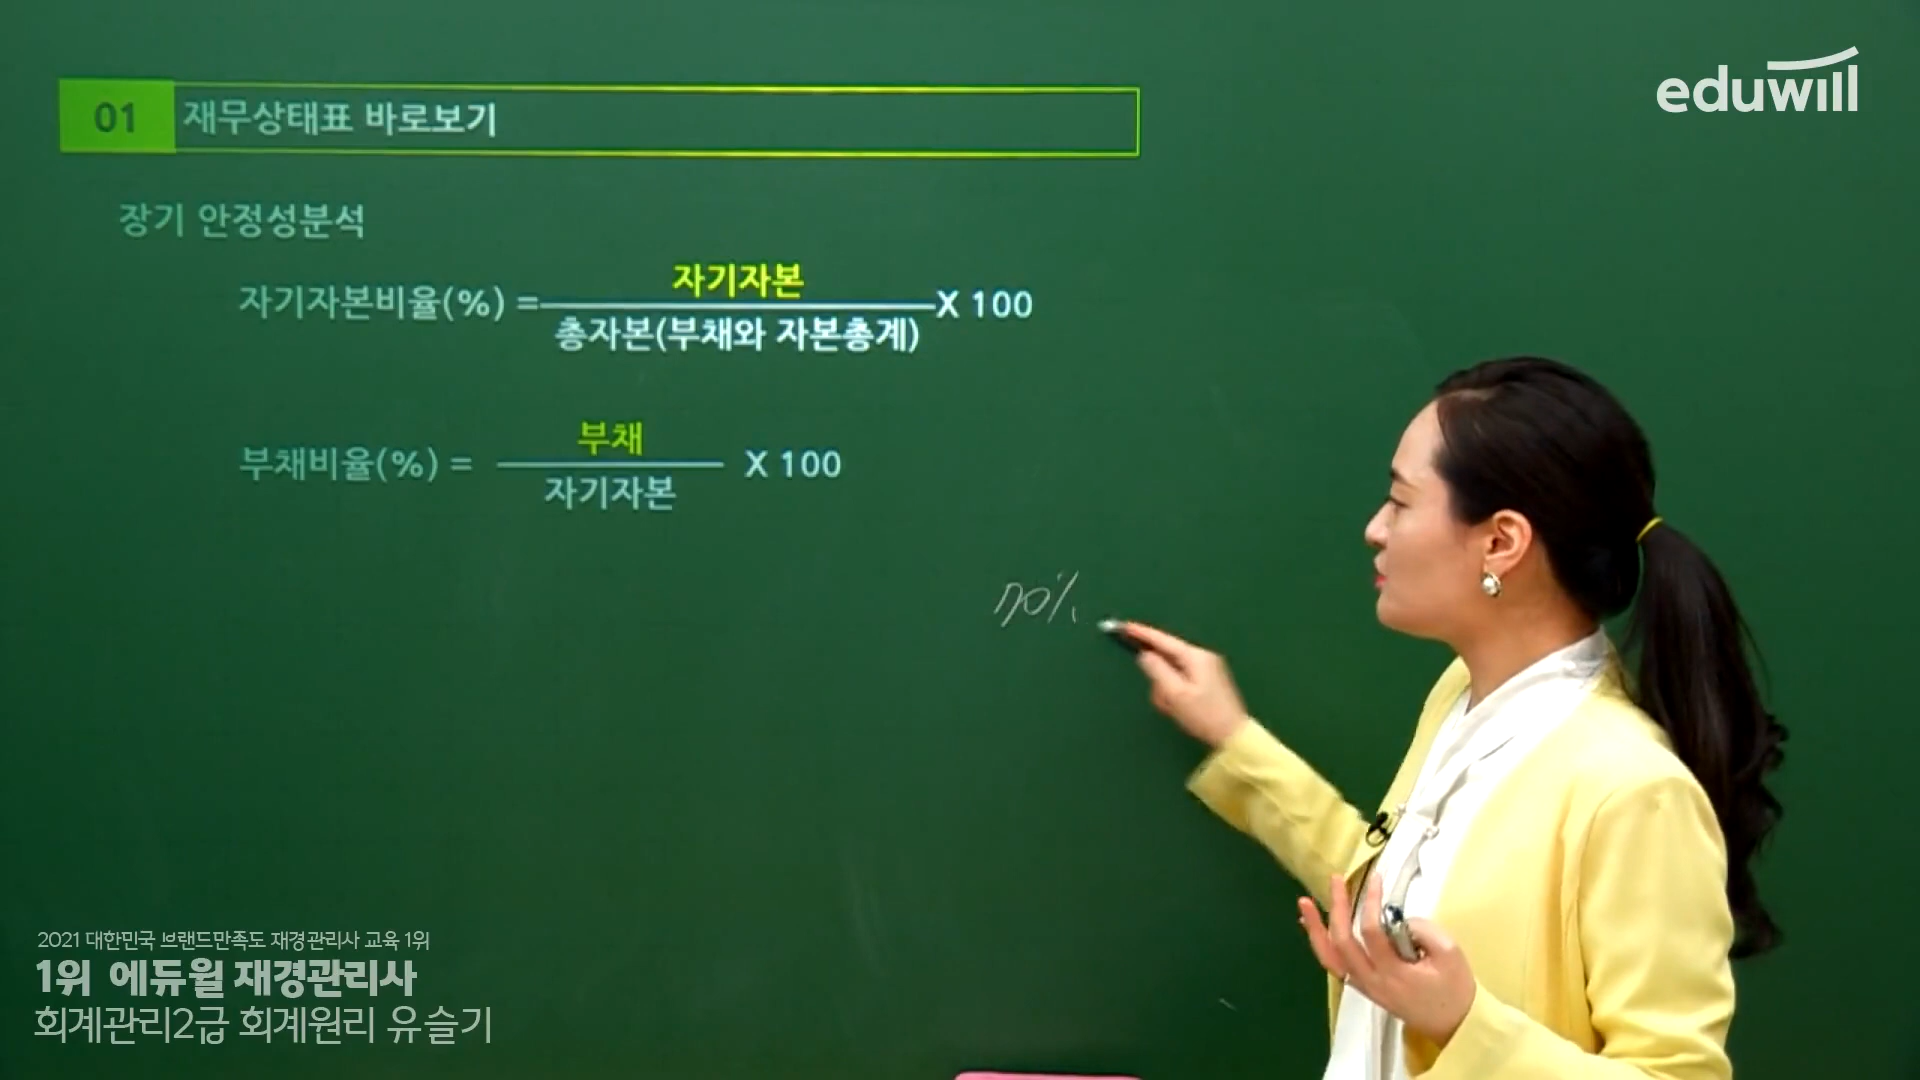 eduwill
01 재무상태표 바로보기
장기 안정성분석
자기자본비율(%) = 자기자본 X 100
총자본(부채와 자본총계)
부채비율(%) = 부채 X 100
자기자본
70%
2021 대한민국 브랜드만족도 재경관리사 교육 1위
1위 에듀윌 재경관리사
회계관리2급 회계원리 유슬기